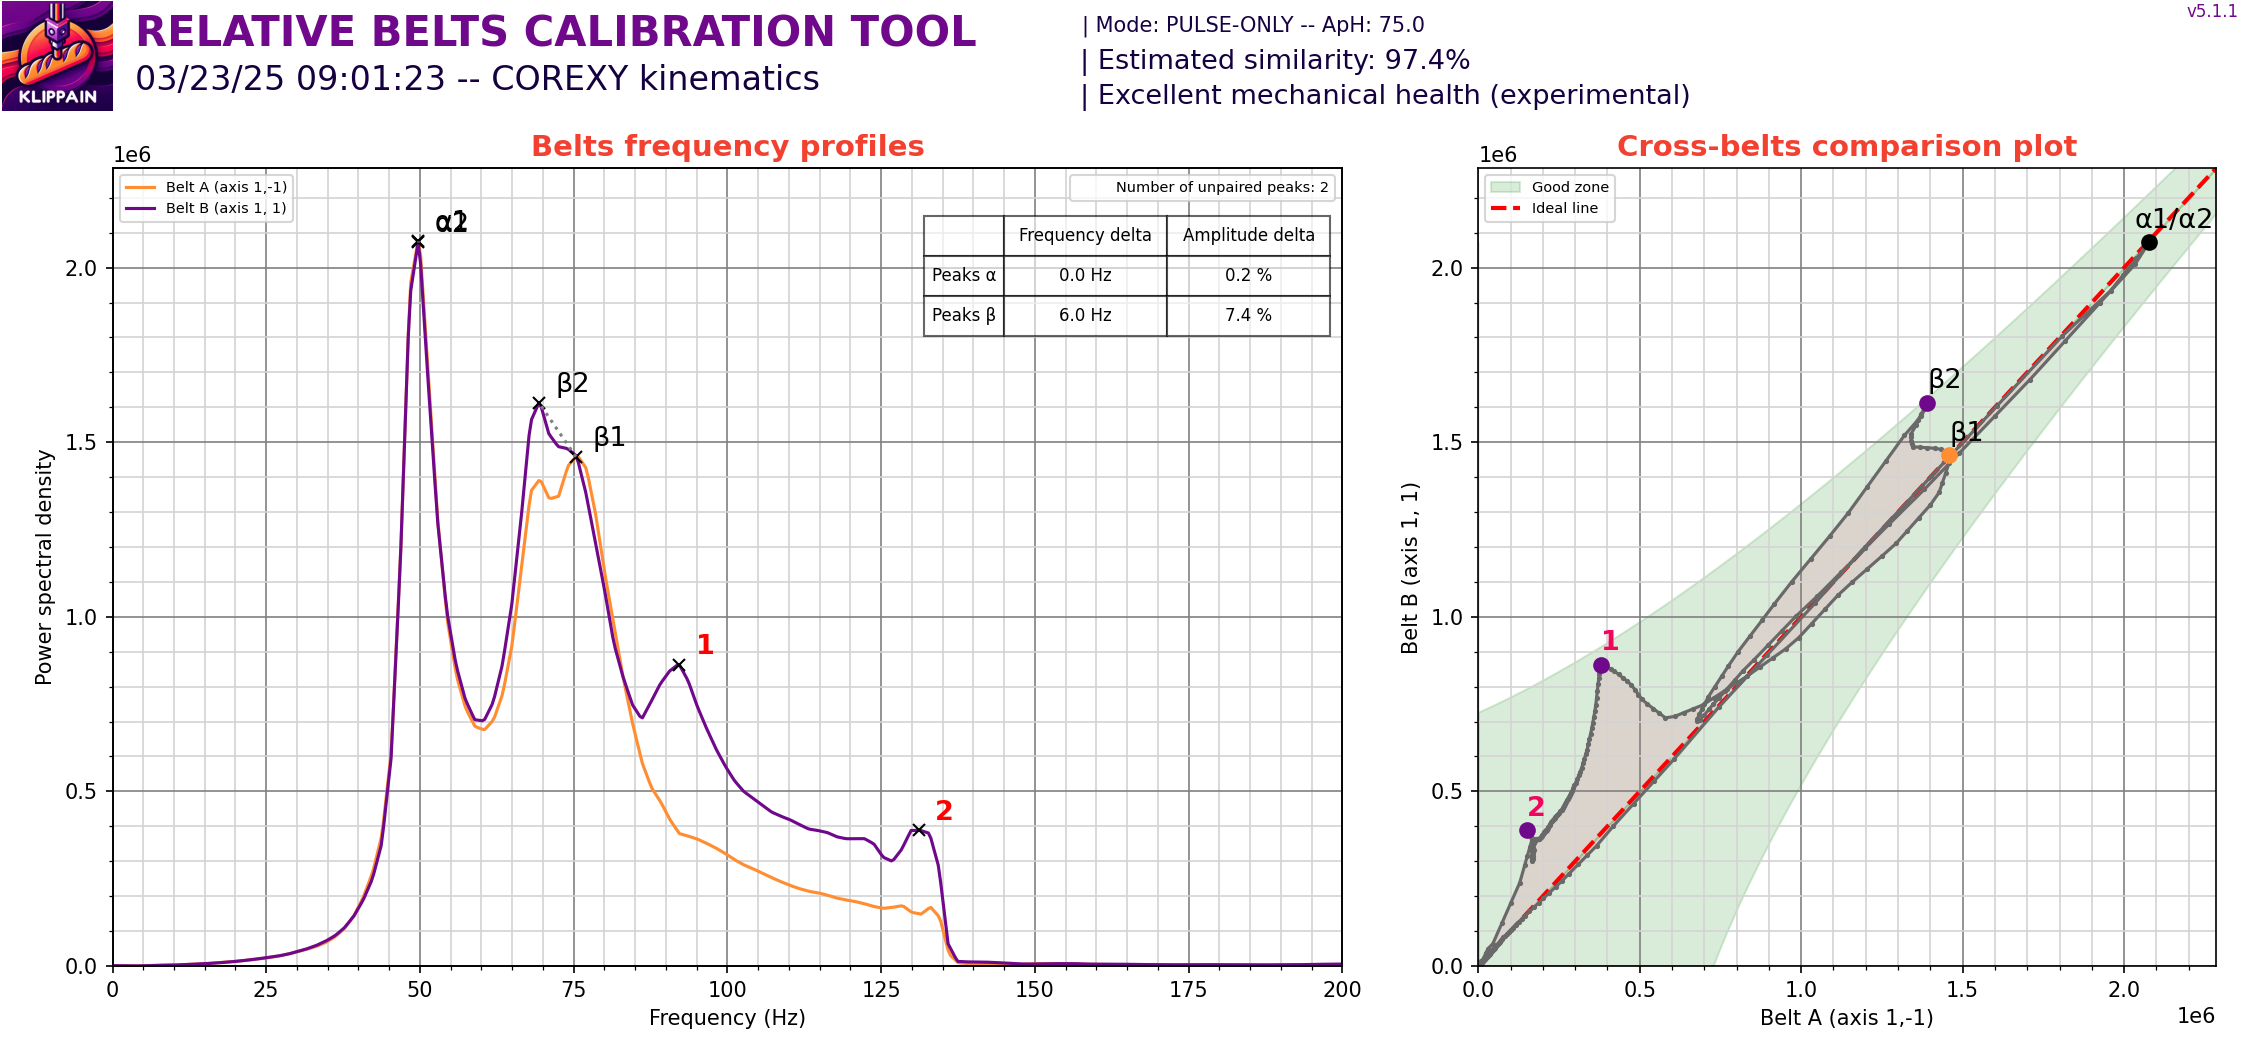 v5.1.1
KLIPPAIN
RELATIVE BELTS CALIBRATION TOOL
03/23/25 09:01:23 -- COREXY kinematics
| Mode: PULSE-ONLY -- ApH: 75.0
| Estimated similarity: 97.4%
| Excellent mechanical health (experimental)
Belts frequency profiles
1e6
Belt A (axis 1,-1)
Belt B (axis 1, 1)
Number of unpaired peaks: 2
Frequency delta Amplitude delta
Peaks α 0.0 Hz 0.2 %
Peaks β 6.0 Hz 7.4 %
α1
α2
β2
β1
1
2
Power spectral density
2.0
1.5
1.0
0.5
0.0
0 25 50 75 100 125 150 175 200
Frequency (Hz)
Cross-belts comparison plot
1e6
Good zone
Ideal line
α1/α2
β2
β1
1
2
Belt B (axis 1, 1)
2.0
1.5
1.0
0.5
0.0
0.0 0.5 1.0 1.5 2.0
Belt A (axis 1,-1)
1e6